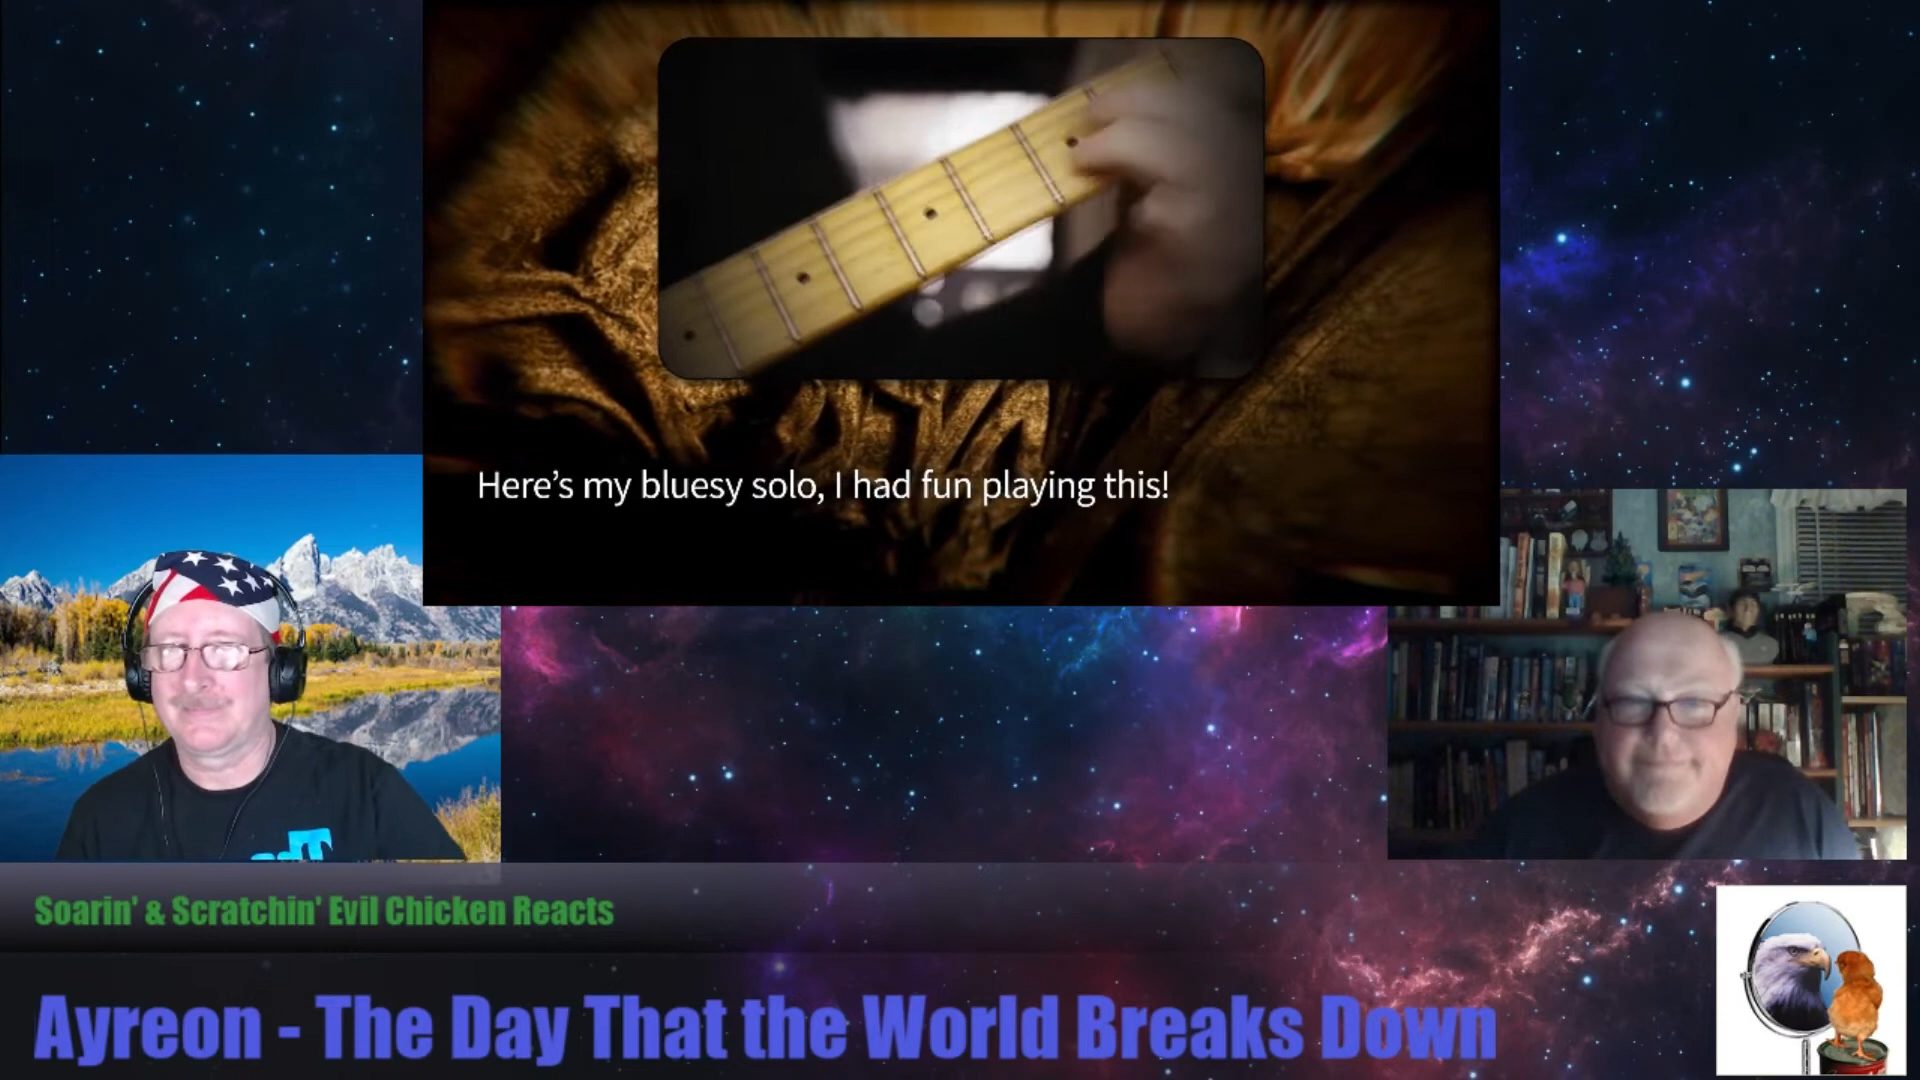 Here's my bluesy solo, I had fun playing this!
Soarin' & Scratchin' Evil Chicken Reacts
Ayreon - The Day That the World Breaks Down